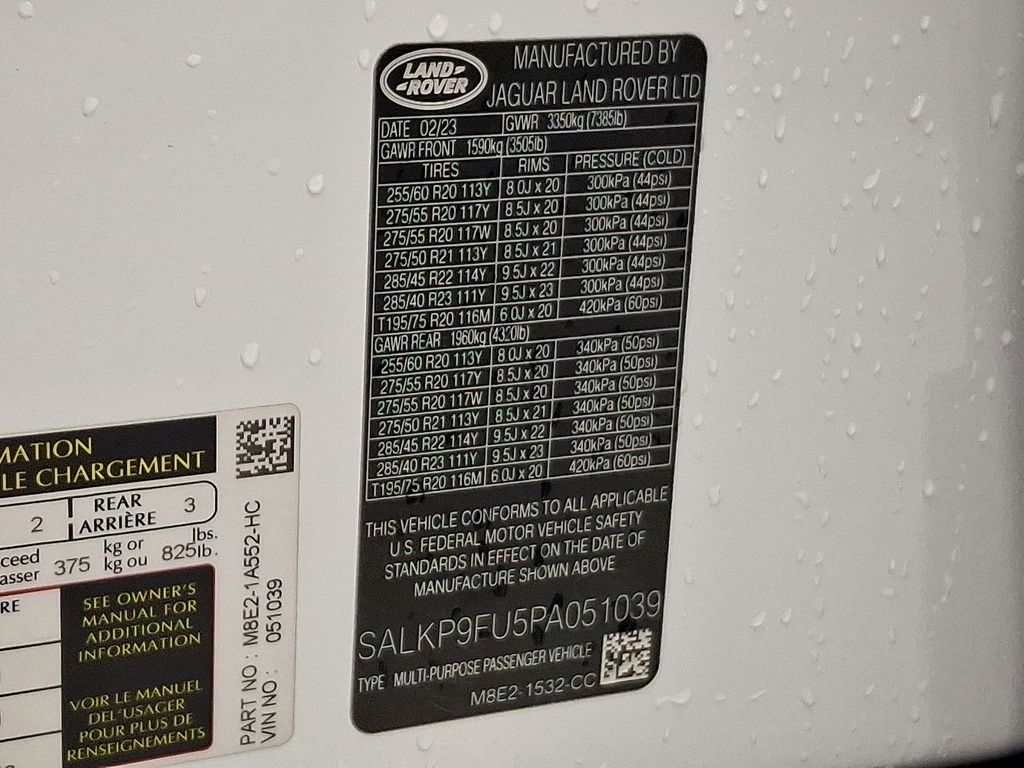 LAND-
-ROVER
MANUFACTURED BY
JAGUAR LAND ROVER LTD
DATE 02/23 GVWR 3350kg (7385lb)
GAWR FRONT 1590kg (3505lb)
TIRES RIMS PRESSURE (COLD)
255/60 R20 113Y 8.0J x 20 300kPa (44psi)
275/55 R20 117Y 8.5J x 20 300kPa (44psi)
275/55 R20 117W 8.5J x 20 300kPa (44psi)
275/50 R21 113Y 8.5J x 21 300kPa (44psi)
285/45 R22 114Y 9.5J x 22 300kPa (44psi)
285/40 R23 111Y 9.5J x 23 300kPa (44psi)
T195/75 R20 116M 6.0J x 20 420kPa (60psi)
GAWR REAR 1960kg (4320lb)
255/60 R20 113Y 8.0J x 20 340kPa (50psi)
275/55 R20 117Y 8.5J x 20 340kPa (50psi)
275/55 R20 117W 8.5J x 20 340kPa (50psi)
275/50 R21 113Y 8.5J x 21 340kPa (50psi)
285/45 R22 114Y 9.5J x 22 340kPa (50psi)
285/40 R23 111Y 9.5J x 23 340kPa (50psi)
T195/75 R20 116M 6.0J x 20 420kPa (60psi)
THIS VEHICLE CONFORMS TO ALL APPLICABLE
U.S. FEDERAL MOTOR VEHICLE SAFETY
STANDARDS IN EFFECT ON THE DATE OF
MANUFACTURE SHOWN ABOVE
SALKP9FU5PA051039
TYPE MULTI-PURPOSE PASSENGER VEHICLE
M8E2-1532-CC
MATION
LE CHARGEMENT
2 REAR ARRIÈRE 3
ceed asser 375 kg or kg ou 825 lbs. lb.
RE
SEE OWNER'S
MANUAL FOR
ADDITIONAL
INFORMATION
VOIR LE MANUEL
DEL'USAGER
POUR PLUS DE
RENSEIGNEMENTS
PART NO : M8E2-1A552-HC
VIN NO : 051039